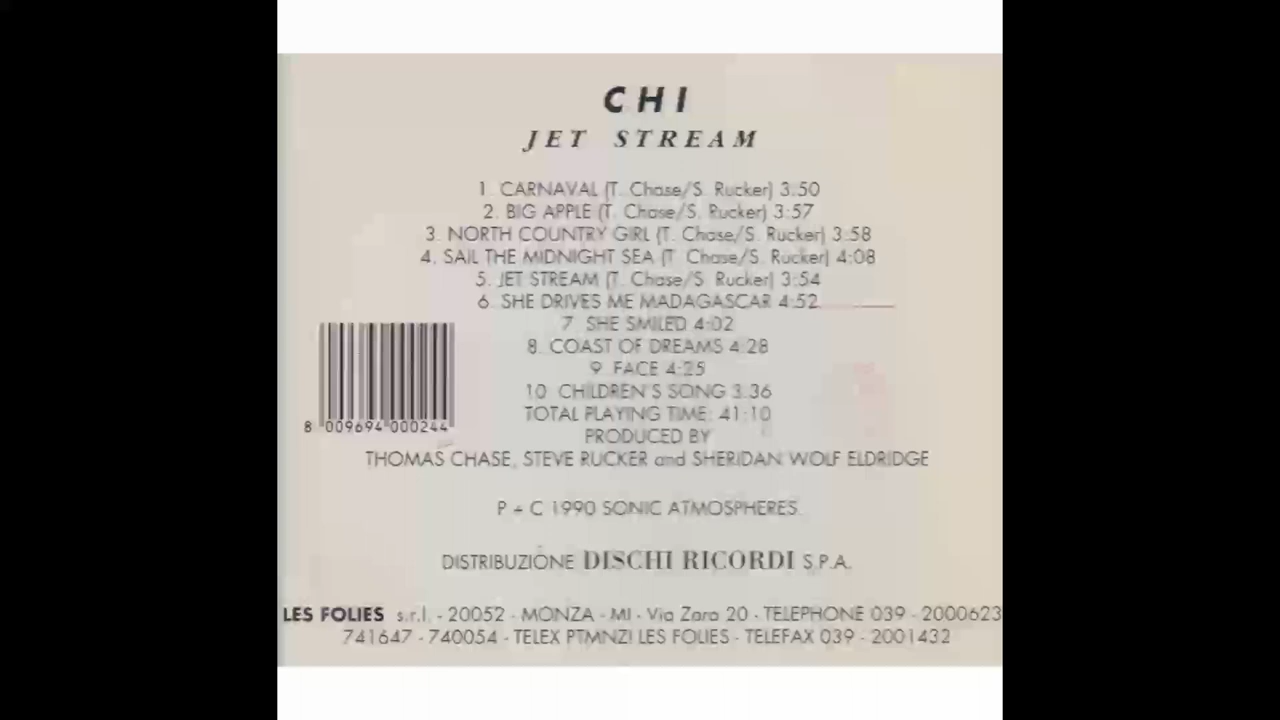 CHI
JET STREAM
1. CARNAVAL (T. Chase/S. Rucker) 3:50
2. BIG APPLE (T. Chase/S. Rucker) 3:57
3. NORTH COUNTRY GIRL (T. Chase/S. Rucker) 3:58
4. SAIL THE MIDNIGHT SEA (T. Chase/S. Rucker) 4:08
5. JET STREAM (T. Chase/S. Rucker) 3:54
6. SHE DRIVES ME MADAGASCAR 4:52
7. SHE SMILED 4:02
8. COAST OF DREAMS 4:28
9. FACE 4:25
10. CHILDREN'S SONG 3:36
TOTAL PLAYING TIME: 41:10
PRODUCED BY
THOMAS CHASE, STEVE RUCKER and SHERIDAN WOLF ELDRIDGE
8 009694 000244
P + C 1990 SONIC ATMOSPHERES.
DISTRIBUZIONE DISCHI RICORDI S.P.A.
LES FOLIES s.r.l. - 20052 - MONZA - MI - Via Zara 20 - TELEPHONE 039 - 2000623
741647 - 740054 - TELEX PTMNZI LES FOLIES - TELEFAX 039 - 2001432